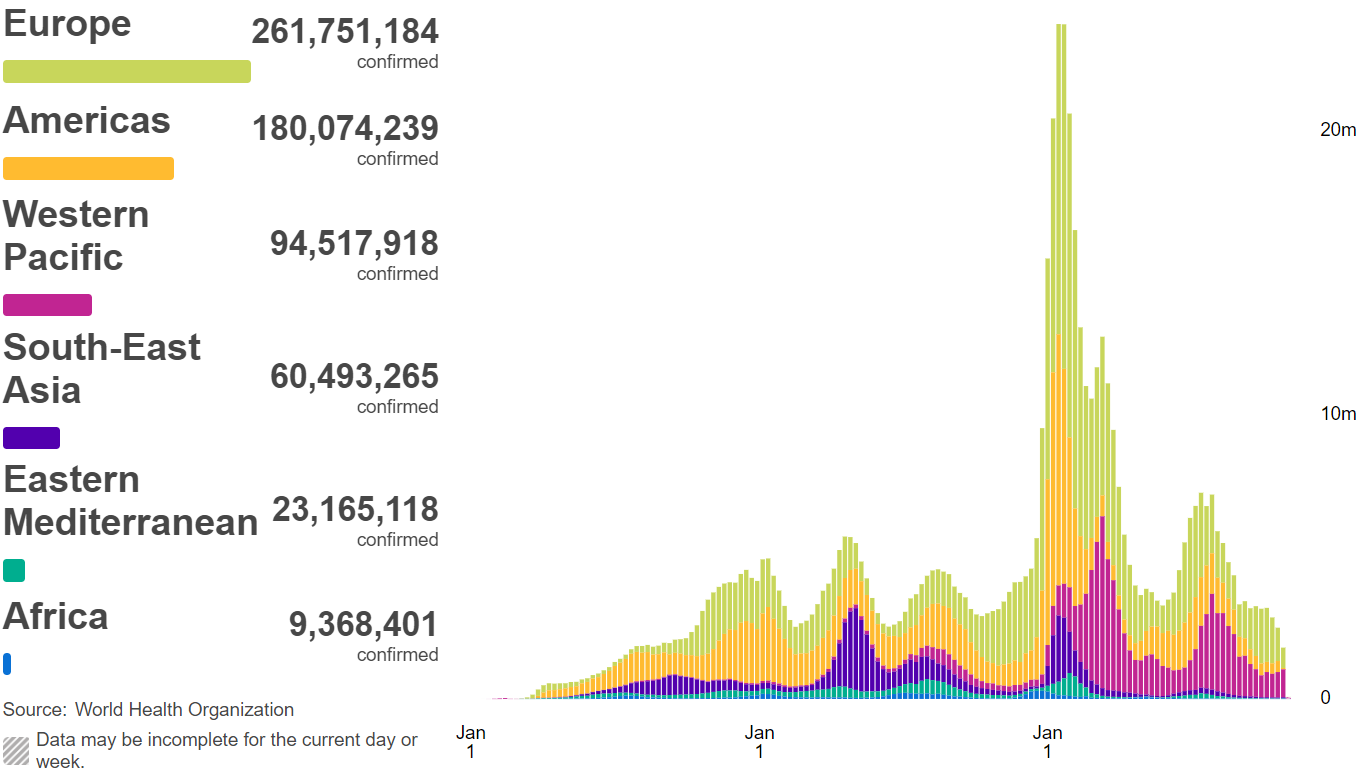 Europe
261,751,184
confirmed
Americas
180,074,239
confirmed
Western
Pacific
94,517,918
confirmed
South-East
Asia
60,493,265
confirmed
Eastern
Mediterranean
23,165,118
confirmed
Africa
9,368,401
confirmed
Source: World Health Organization
Data may be incomplete for the current day or
week.
20m
10m
0
Jan
1
Jan
1
Jan
1